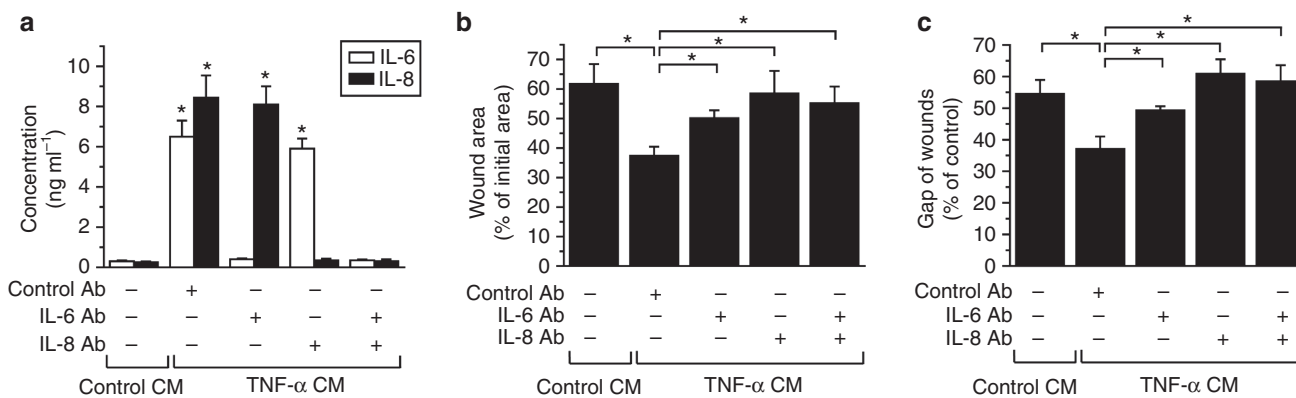 a
Concentration
(ng ml−1)
10
8
6
4
2
0
IL-6
IL-8
* * * *
Control Ab − + − − −
IL-6 Ab − − + − +
IL-8 Ab − − − + +
Control CM TNF-α CM
b
Wound area
(% of initial area)
70
60
50
40
30
20
10
0
* * * *
Control Ab − + − − −
IL-6 Ab − − + − +
IL-8 Ab − − − + +
Control CM TNF-α CM
c
Gap of wounds
(% of control)
70
60
50
40
30
20
10
0
* * * *
Control Ab − + − − −
IL-6 Ab − − + − +
IL-8 Ab − − − + +
Control CM TNF-α CM